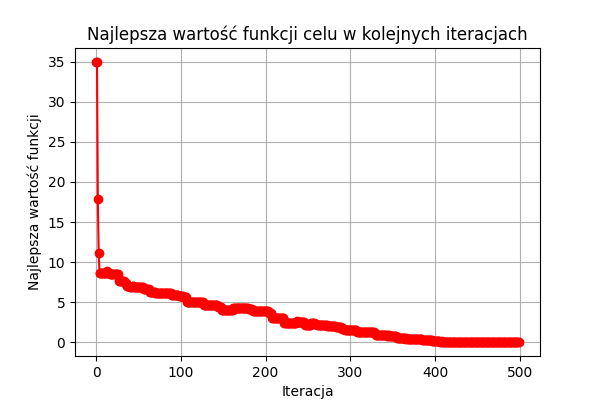 Najlepsza wartość funkcji celu w kolejnych iteracjach
Najlepsza wartość funkcji
35
30
25
20
15
10
5
0
0 100 200 300 400 500
Iteracja